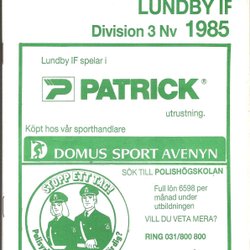 LUNDBY IF
Division 3 Nv 1985
Lundby IF spelar i
PATRICK®
utrustning.
Köpt hos vår sporthandlare
DOMUS SPORT AVENYN
STOPP ETT TAG!
SÖK TILL POLISHÖGSKOLAN
Full lön 6598 per
månad under
utbildningen
VILL DU VETA MERA?
RING 031/800 800